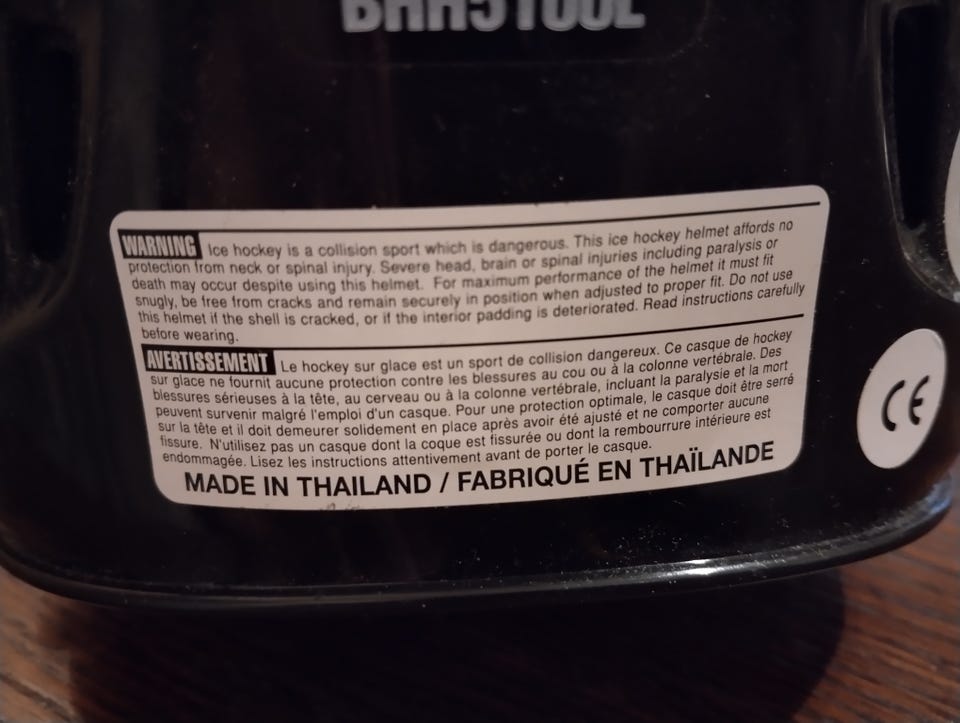 BHH5100L
WARNING Ice hockey is a collision sport which is dangerous. This ice hockey helmet affords no
protection from neck or spinal injury. Severe head, brain or spinal injuries including paralysis or
death may occur despite using this helmet. For maximum performance of the helmet it must fit
snugly, be free from cracks and remain securely in position when adjusted to proper fit. Do not use
this helmet if the shell is cracked, or if the interior padding is deteriorated. Read instructions carefully
before wearing.
AVERTISSEMENT Le hockey sur glace est un sport de collision dangereux. Ce casque de hockey
sur glace ne fournit aucune protection contre les blessures au cou ou à la colonne vertébrale. Des
blessures sérieuses à la tête, au cerveau ou à la colonne vertébrale, incluant la paralysie et la mort
peuvent survenir malgré l'emploi d'un casque. Pour une protection optimale, le casque doit être serré
sur la tête et il doit demeurer solidement en place après avoir été ajusté et ne comporter aucune
fissure. N'utilisez pas un casque dont la coque est fissurée ou dont la rembourrure intérieure est
endommagée. Lisez les instructions attentivement avant de porter le casque.
MADE IN THAILAND / FABRIQUÉ EN THAÏLANDE
CE